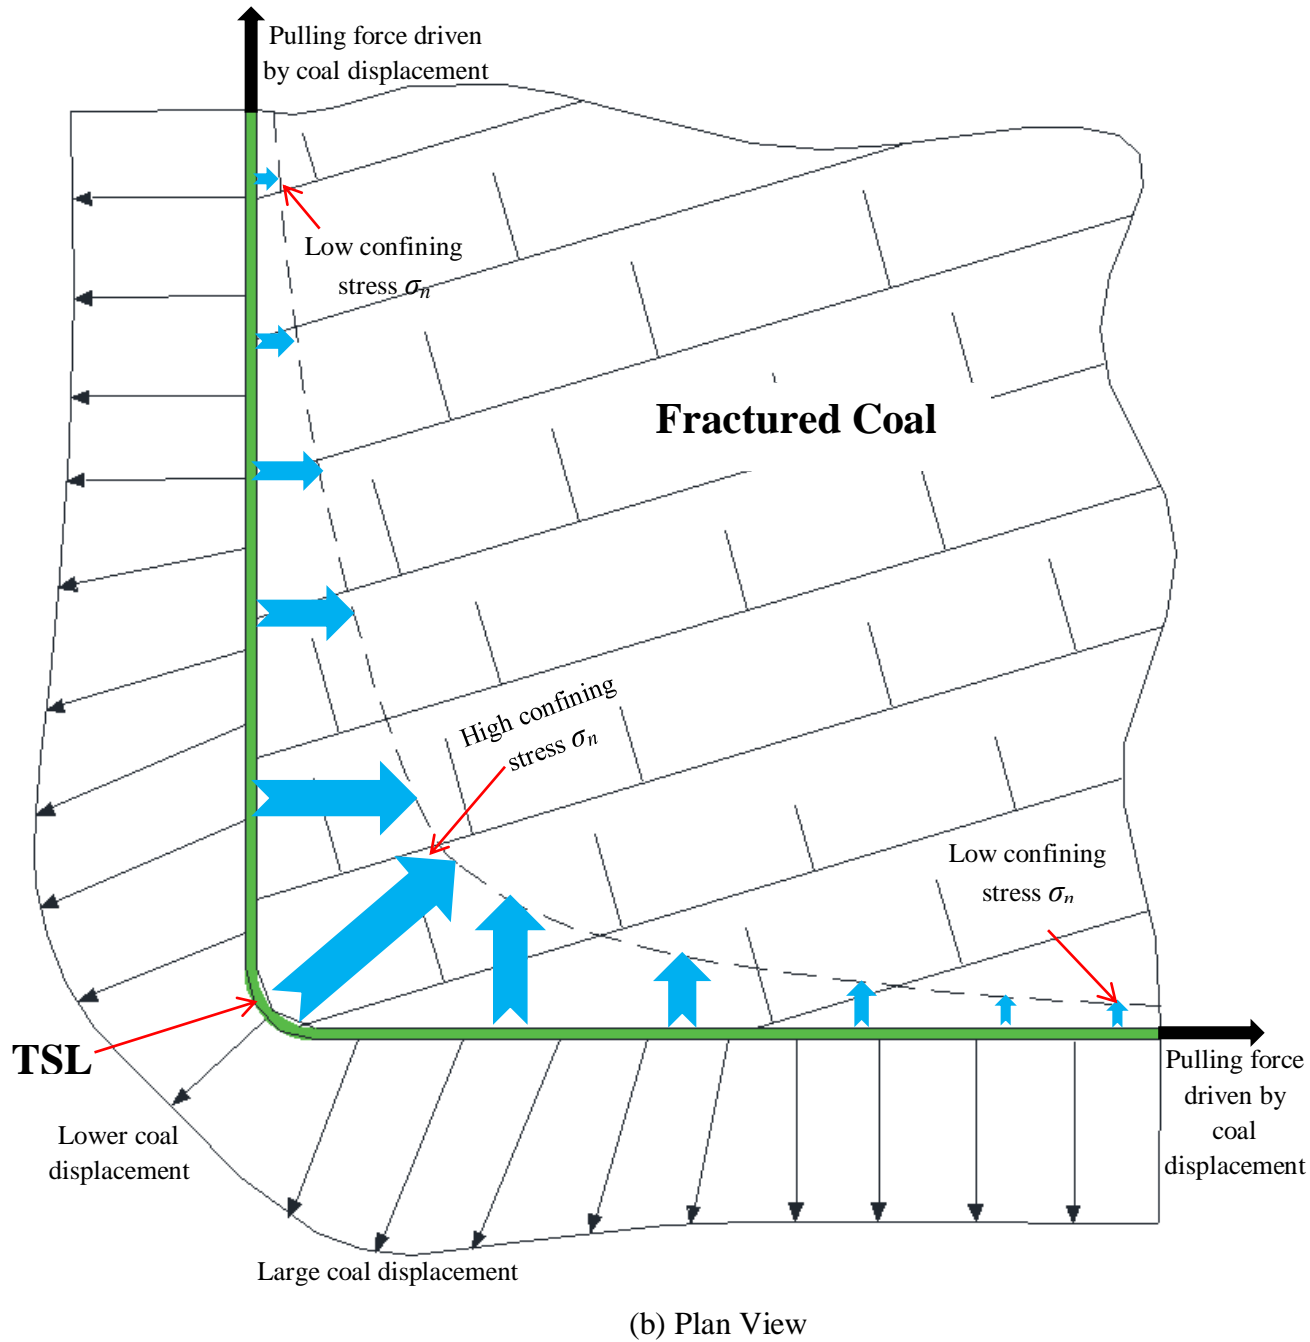 Pulling force driven
by coal displacement
Low confining
stress σn
Fractured Coal
High confining
stress σn
Low confining
stress σn
TSL
Pulling force
driven by
coal
displacement
Lower coal
displacement
Large coal displacement
(b) Plan View